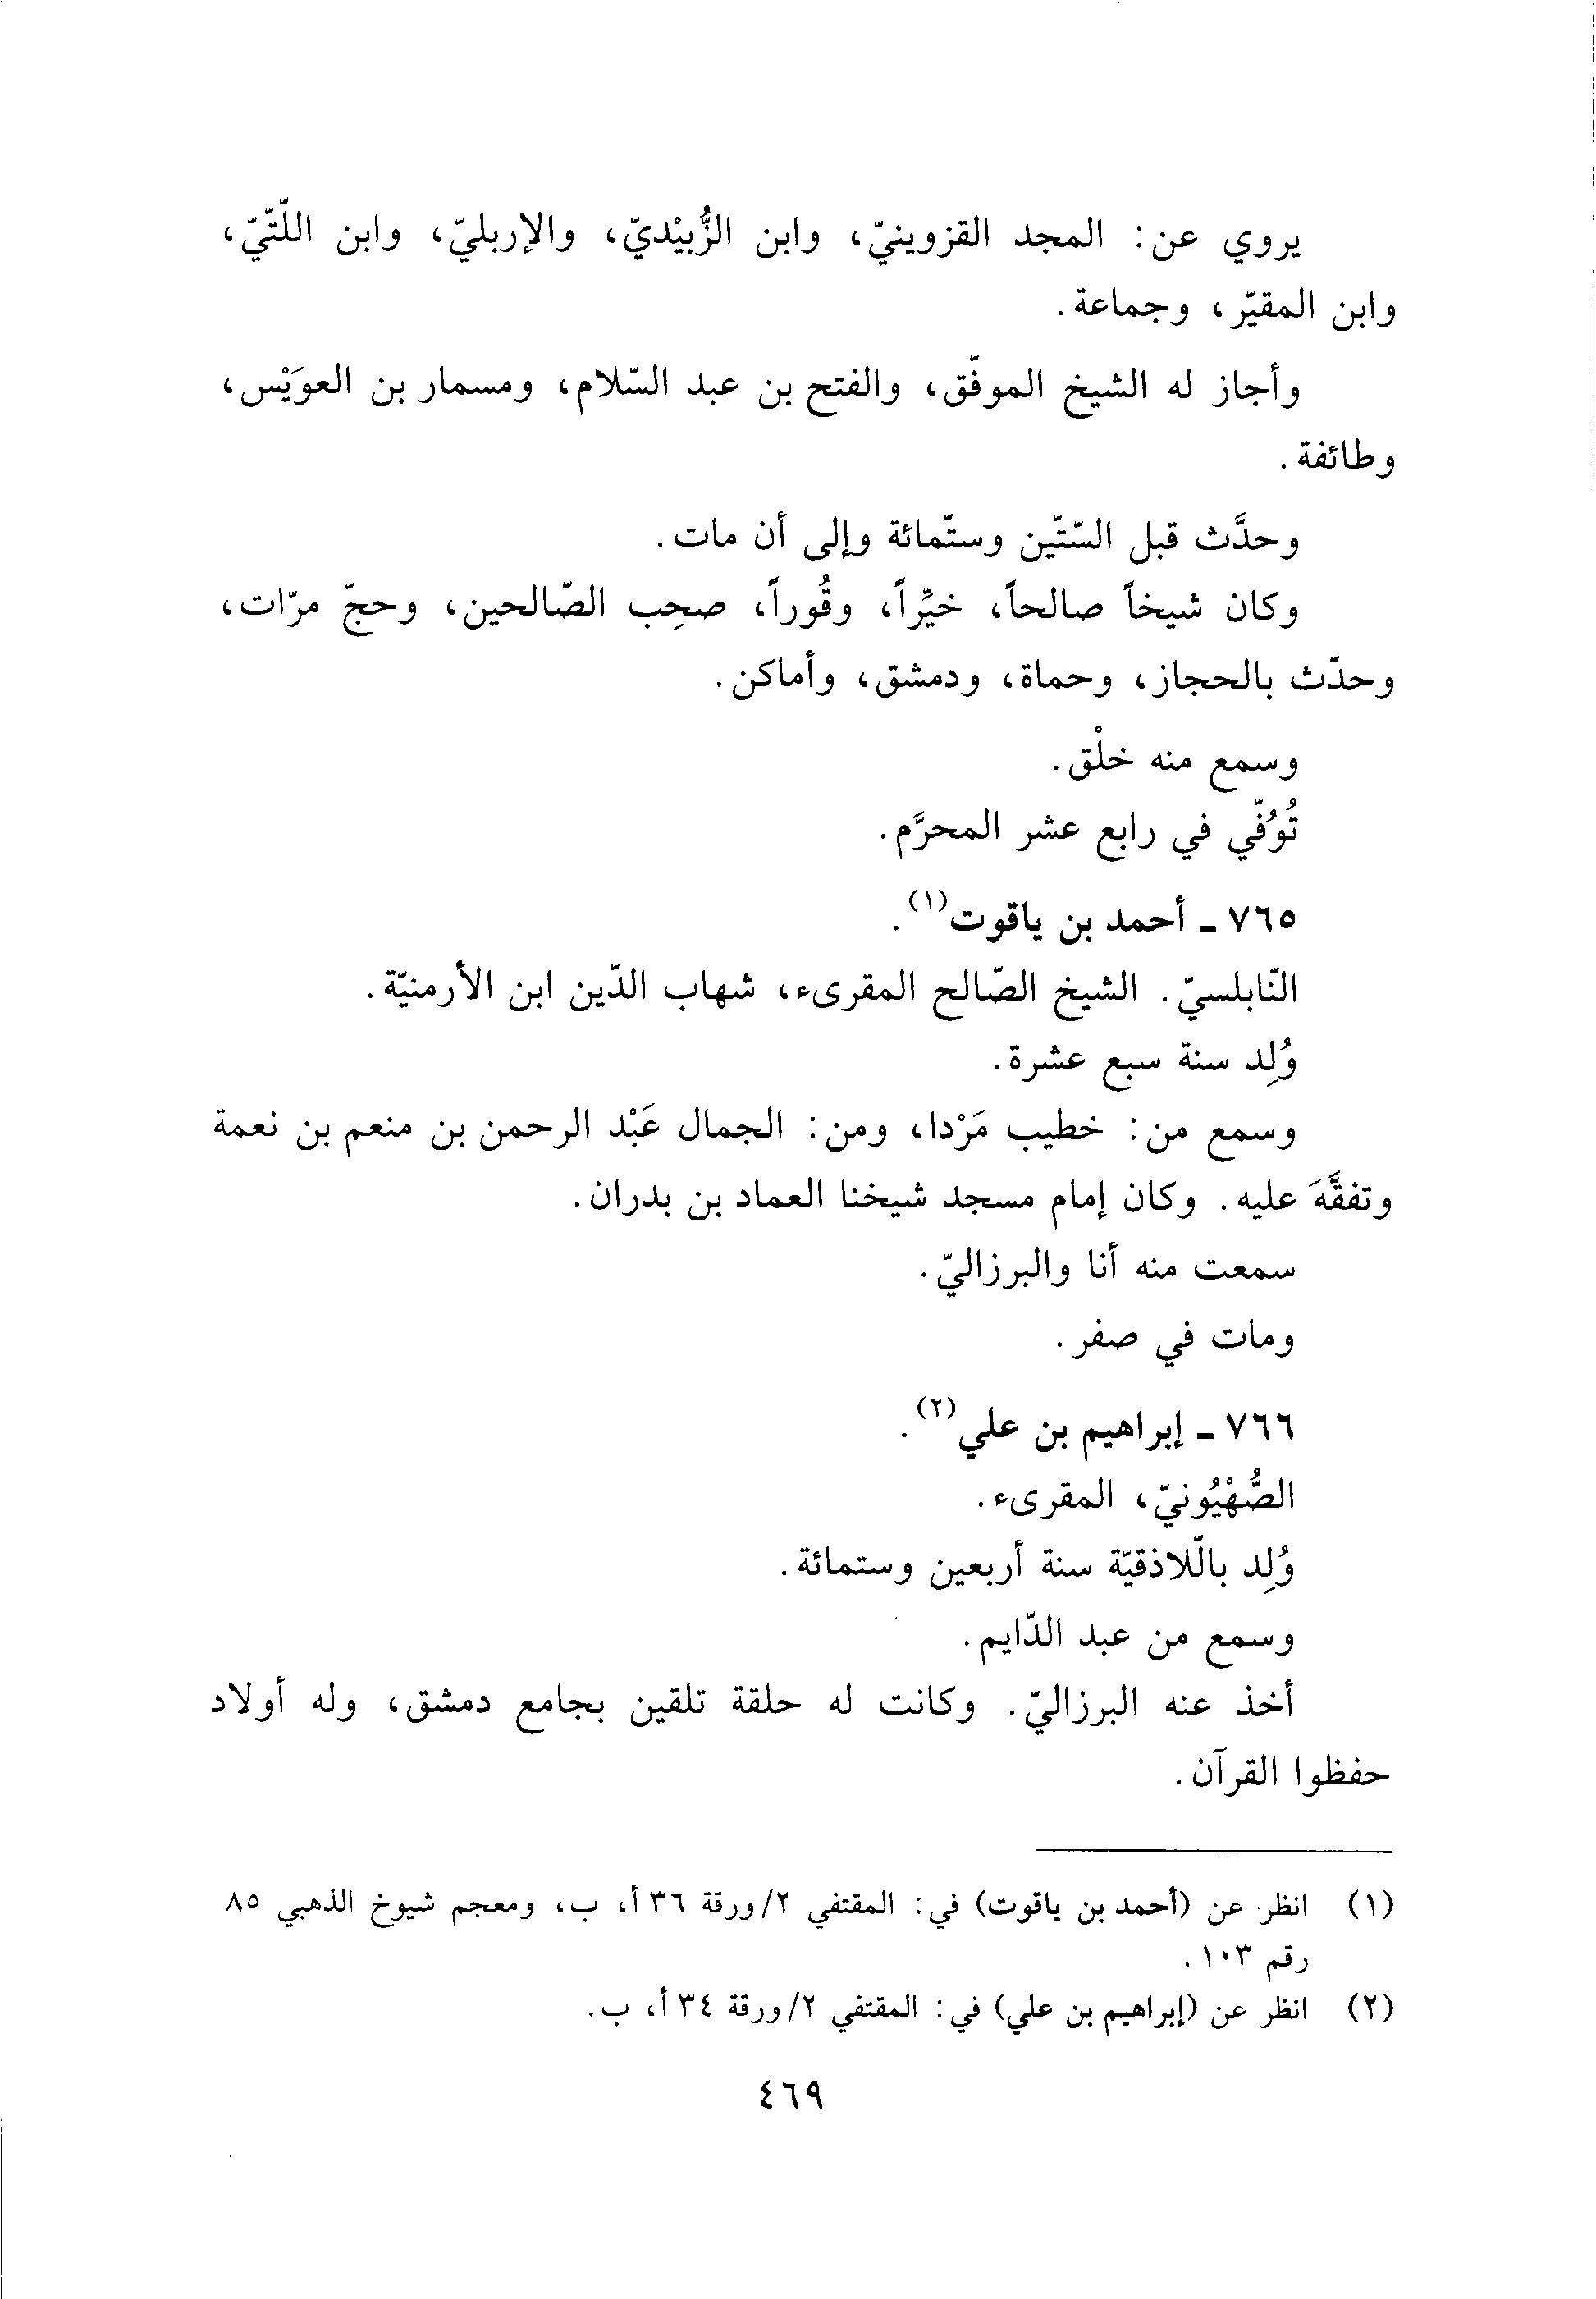 يروي عن: المجد القزوينيّ، وابن الزُّبيْديّ، والإربليّ، وابن اللّتّيّ،
وابن المقيّر، وجماعة.
وأجاز له الشيخ الموفّق، والفتح بن عبد السّلام، ومسمار بن العوَيْس،
وطائفة.
وحدَّث قبل السّتّين وستّمائة وإلى أن مات.
وكان شيخاً صالحاً، خيِّراً، وقُوراً، صحِب الصّالحين، وحجّ مرّات،
وحدّث بالحجاز، وحماة، ودمشق، وأماكن.
وسمع منه خلْق.
تُوُفّي في رابع عشر المحرَّم.
٧٦٥ ـ أحمد بن ياقوت(١).
النّابلسيّ. الشيخ الصّالح المقرىء، شهاب الدّين ابن الأرمنيّة.
وُلِد سنة سبع عشرة.
وسمع من: خطيب مَرْدا، ومن: الجمال عَبْد الرحمن بن منعم بن نعمة
وتفقَّهَ عليه. وكان إمام مسجد شيخنا العماد بن بدران.
سمعت منه أنا والبرزاليّ.
ومات في صفر.
٧٦٦ ـ إبراهيم بن علي(٢).
الصُّهْيُونيّ، المقرىء.
وُلِد بالّلاذقيّة سنة أربعين وستمائة.
وسمع من عبد الدّايم.
أخذ عنه البرزاليّ. وكانت له حلقة تلقين بجامع دمشق، وله أولاد
حفظوا القرآن.
(١) انظر عن (أحمد بن ياقوت) في: المقتفي ٢/ورقة ٣٦ أ، ب، ومعجم شيوخ الذهبي ٨٥
رقم ١٠٣.
(٢) انظر عن (إبراهيم بن علي) في: المقتفي ٢/ورقة ٣٤ أ، ب.
٤٦٩